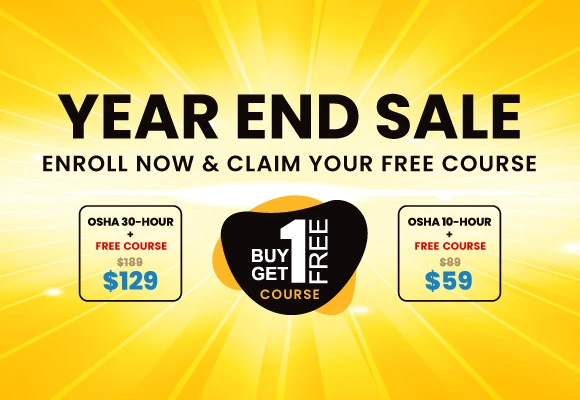 YEAR END SALE
ENROLL NOW & CLAIM YOUR FREE COURSE
OSHA 30-HOUR
+
FREE COURSE
$189
$129
BUY 1 FREE
GET
COURSE
OSHA 10-HOUR
+
FREE COURSE
$89
$59